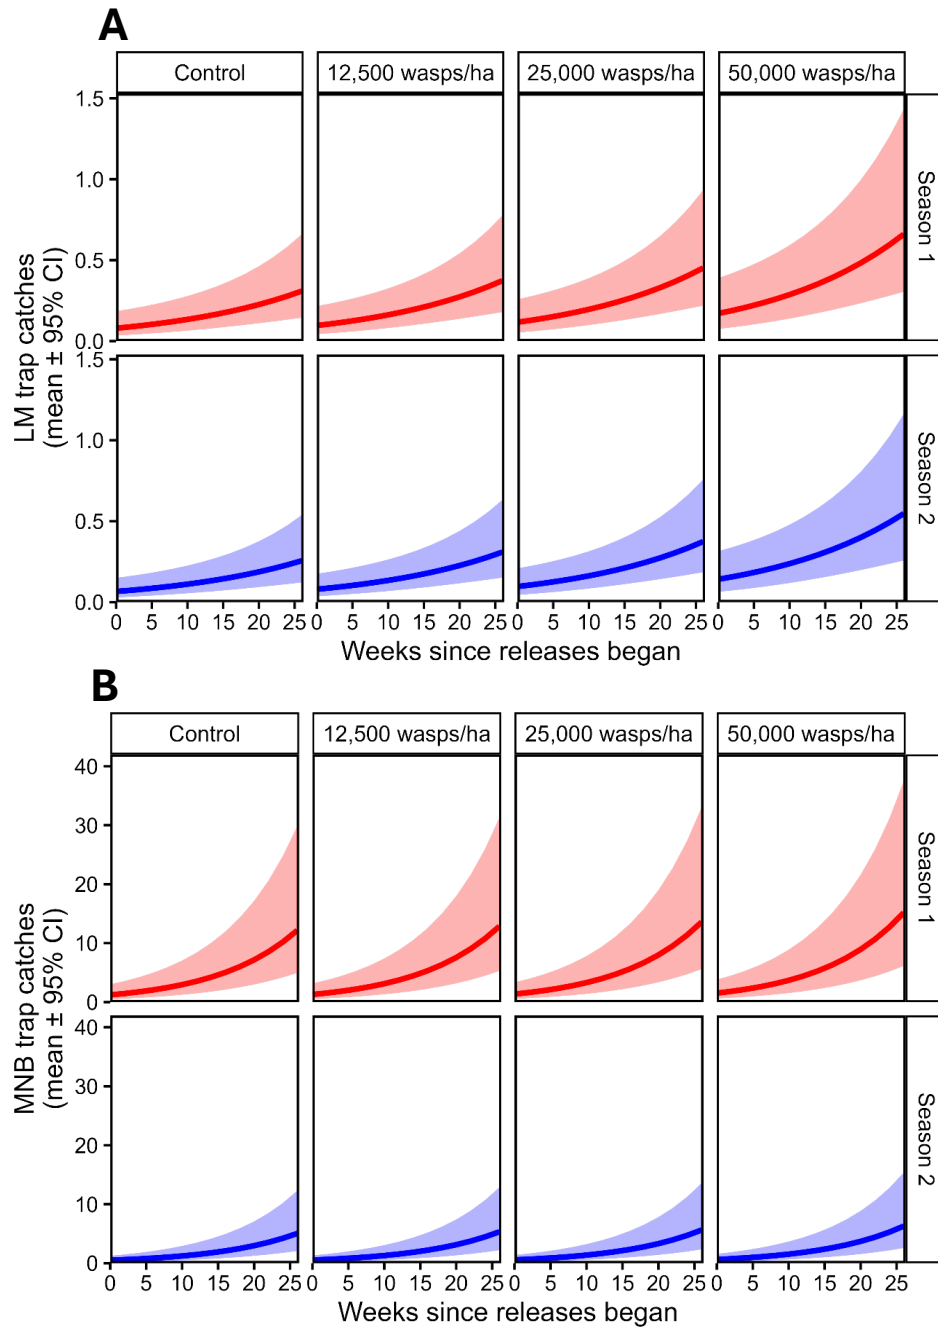 A
Control 12,500 wasps/ha 25,000 wasps/ha 50,000 wasps/ha
LM trap catches
(mean ± 95% CI)
1.5
1.0
0.5
0.0
Season 1
1.5
1.0
0.5
0.0
Season 2
0 5 10 15 20 25 0 5 10 15 20 25 0 5 10 15 20 25 0 5 10 15 20 25
Weeks since releases began
B
Control 12,500 wasps/ha 25,000 wasps/ha 50,000 wasps/ha
MNB trap catches
(mean ± 95% CI)
40
30
20
10
0
Season 1
40
30
20
10
0
Season 2
0 5 10 15 20 25 0 5 10 15 20 25 0 5 10 15 20 25 0 5 10 15 20 25
Weeks since releases began